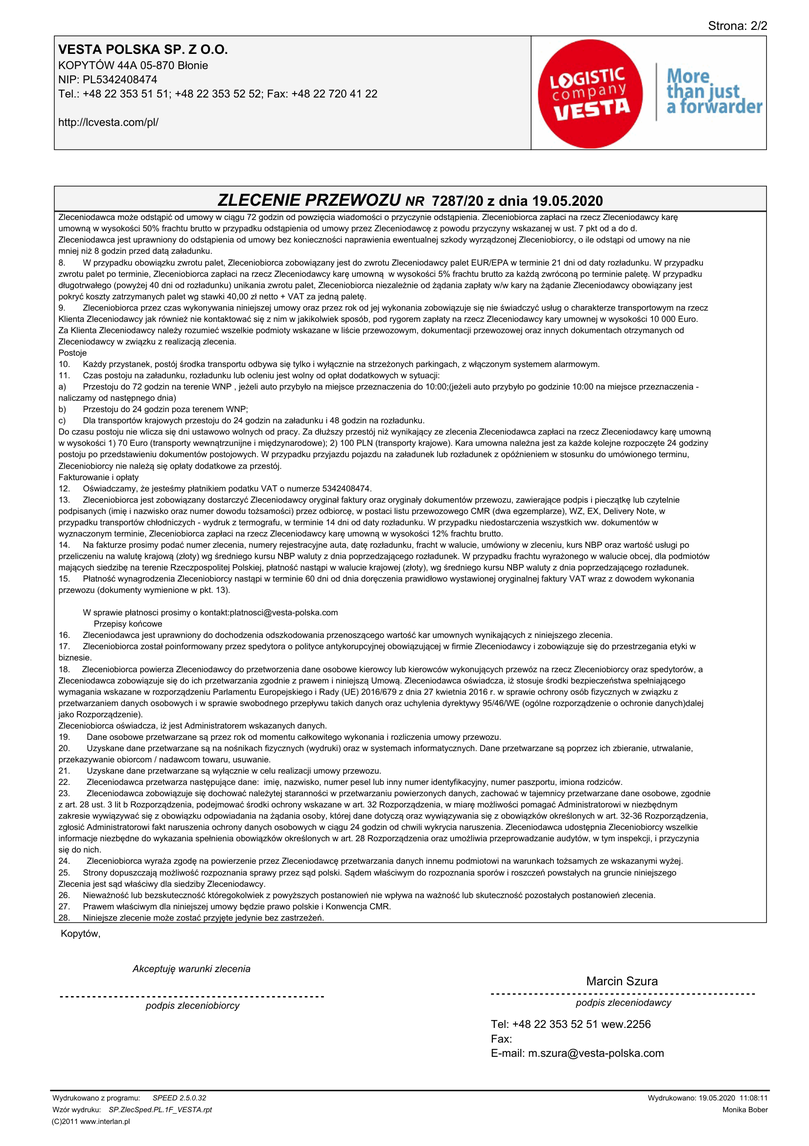 Strona: 2/2
VESTA POLSKA SP. Z O.O.
KOPYTÓW 44A 05-870 Błonie
NIP: PL5342408474
Tel.: +48 22 353 51 51; +48 22 353 52 52; Fax: +48 22 720 41 22
http://lcvesta.com/pl/
LOGISTIC
company
VESTA
More
than just
a forwarder
ZLECENIE PRZEWOZU NR 7287/20 z dnia 19.05.2020
Zleceniodawca może odstąpić od umowy w ciągu 72 godzin od powzięcia wiadomości o przyczynie odstąpienia. Zleceniobiorca zapłaci na rzecz Zleceniodawcy karę
umowną w wysokości 50% frachtu brutto w przypadku odstąpienia od umowy przez Zleceniodawcę z powodu przyczyny wskazanej w ust. 7 pkt od a do d.
Zleceniodawca jest uprawniony do odstąpienia od umowy bez konieczności naprawienia ewentualnej szkody wyrządzonej Zleceniobiorcy, o ile odstąpi od umowy na nie
mniej niż 8 godzin przed datą załadunku.
8. W przypadku obowiązku zwrotu palet, Zleceniobiorca zobowiązany jest do zwrotu Zleceniodawcy palet EUR/EPA w terminie 21 dni od daty rozładunku. W przypadku
zwrotu palet po terminie, Zleceniobiorca zapłaci na rzecz Zleceniodawcy karę umowną w wysokości 5% frachtu brutto za każdą zwróconą po terminie paletę. W przypadku
długotrwałego (powyżej 40 dni od rozładunku) unikania zwrotu palet, Zleceniobiorca niezależnie od żądania zapłaty w/w kary na żądanie Zleceniodawcy obowiązany jest
pokryć koszty zatrzymanych palet wg stawki 40,00 zł netto + VAT za jedną paletę.
9. Zleceniobiorca przez czas wykonywania niniejszej umowy oraz przez rok od jej wykonania zobowiązuje się nie świadczyć usług o charakterze transportowym na rzecz
Klienta Zleceniodawcy jak również nie kontaktować się z nim w jakikolwiek sposób, pod rygorem zapłaty na rzecz Zleceniodawcy kary umownej w wysokości 10 000 Euro.
Za Klienta Zleceniodawcy należy rozumieć wszelkie podmioty wskazane w liście przewozowym, dokumentacji przewozowej oraz innych dokumentach otrzymanych od
Zleceniodawcy w związku z realizacją zlecenia.
Postoje
10. Każdy przystanek, postój środka transportu odbywa się tylko i wyłącznie na strzeżonych parkingach, z włączonym systemem alarmowym.
11. Czas postoju na załadunku, rozładunku lub ocleniu jest wolny od opłat dodatkowych w sytuacji:
a) Przestoju do 72 godzin na terenie WNP , jeżeli auto przybyło na miejsce przeznaczenia do 10:00;(jeżeli auto przybyło po godzinie 10:00 na miejsce przeznaczenia -
naliczamy od następnego dnia)
b) Przestoju do 24 godzin poza terenem WNP;
c) Dla transportów krajowych przestoju do 24 godzin na załadunku i 48 godzin na rozładunku.
Do czasu postoju nie wlicza się dni ustawowo wolnych od pracy. Za dłuższy przestój niż wynikający ze zlecenia Zleceniodawca zapłaci na rzecz Zleceniobiorcy karę umowną
w wysokości 1) 70 Euro (transporty wewnątrzunijne i międzynarodowe); 2) 100 PLN (transporty krajowe). Kara umowna należna jest za każde kolejne rozpoczęte 24 godziny
postoju po przedstawieniu dokumentów postojowych. W przypadku przyjazdu pojazdu na załadunek lub rozładunek z opóźnieniem w stosunku do umówionego terminu,
Zleceniobiorcy nie należą się opłaty dodatkowe za przestój.
Fakturowanie i opłaty
12. Oświadczamy, że jesteśmy płatnikiem podatku VAT o numerze 5342408474.
13. Zleceniobiorca jest zobowiązany dostarczyć Zleceniodawcy oryginał faktury oraz oryginały dokumentów przewozu, zawierające podpis i pieczątkę lub czytelnie
podpisanych (imię i nazwisko oraz numer dowodu tożsamości) przez odbiorcę, w postaci listu przewozowego CMR (dwa egzemplarze), WZ, EX, Delivery Note, w
przypadku transportów chłodniczych - wydruk z termografu, w terminie 14 dni od daty rozładunku. W przypadku niedostarczenia wszystkich ww. dokumentów w
wyznaczonym terminie, Zleceniobiorca zapłaci na rzecz Zleceniodawcy karę umowną w wysokości 12% frachtu brutto.
14. Na fakturze prosimy podać numer zlecenia, numery rejestracyjne auta, datę rozładunku, fracht w walucie, umówiony w zleceniu, kurs NBP oraz wartość usługi po
przeliczeniu na walutę krajową (złoty) wg średniego kursu NBP waluty z dnia poprzedzającego rozładunek. W przypadku frachtu wyrażonego w walucie obcej, dla podmiotów
mających siedzibę na terenie Rzeczpospolitej Polskiej, płatność nastąpi w walucie krajowej (złoty), wg średniego kursu NBP waluty z dnia poprzedzającego rozładunek.
15. Płatność wynagrodzenia Zleceniobiorcy nastąpi w terminie 60 dni od dnia doręczenia prawidłowo wystawionej oryginalnej faktury VAT wraz z dowodem wykonania
przewozu (dokumenty wymienione w pkt. 13).
W sprawie płatnosci prosimy o kontakt:platnosci@vesta-polska.com
Przepisy końcowe
16. Zleceniodawca jest uprawniony do dochodzenia odszkodowania przenoszącego wartość kar umownych wynikających z niniejszego zlecenia.
17. Zleceniobiorca został poinformowany przez spedytora o polityce antykorupcyjnej obowiązującej w firmie Zleceniodawcy i zobowiązuje się do przestrzegania etyki w
biznesie.
18. Zleceniobiorca powierza Zleceniodawcy do przetworzenia dane osobowe kierowcy lub kierowców wykonujących przewóz na rzecz Zleceniobiorcy oraz spedytorów, a
Zleceniodawca zobowiązuje się do ich przetwarzania zgodnie z prawem i niniejszą Umową. Zleceniodawca oświadcza, iż stosuje środki bezpieczeństwa spełniającego
wymagania wskazane w rozporządzeniu Parlamentu Europejskiego i Rady (UE) 2016/679 z dnia 27 kwietnia 2016 r. w sprawie ochrony osób fizycznych w związku z
przetwarzaniem danych osobowych i w sprawie swobodnego przepływu takich danych oraz uchylenia dyrektywy 95/46/WE (ogólne rozporządzenie o ochronie danych)dalej
jako Rozporządzenie).
Zleceniobiorca oświadcza, iż jest Administratorem wskazanych danych.
19. Dane osobowe przetwarzane są przez rok od momentu całkowitego wykonania i rozliczenia umowy przewozu.
20. Uzyskane dane przetwarzane są na nośnikach fizycznych (wydruki) oraz w systemach informatycznych. Dane przetwarzane są poprzez ich zbieranie, utrwalanie,
przekazywanie obiorcom / nadawcom towaru, usuwanie.
21. Uzyskane dane przetwarzane są wyłącznie w celu realizacji umowy przewozu.
22. Zleceniodawca przetwarza następujące dane: imię, nazwisko, numer pesel lub inny numer identyfikacyjny, numer paszportu, imiona rodziców.
23. Zleceniodawca zobowiązuje się dochować należytej staranności w przetwarzaniu powierzonych danych, zachować w tajemnicy przetwarzane dane osobowe, zgodnie
z art. 28 ust. 3 lit b Rozporządzenia, podejmować środki ochrony wskazane w art. 32 Rozporządzenia, w miarę możliwości pomagać Administratorowi w niezbędnym
zakresie wywiązywać się z obowiązku odpowiadania na żądania osoby, której dane dotyczą oraz wywiązywania się z obowiązków określonych w art. 32-36 Rozporządzenia,
zgłosić Administratorowi fakt naruszenia ochrony danych osobowych w ciągu 24 godzin od chwili wykrycia naruszenia. Zleceniodawca udostępnia Zleceniobiorcy wszelkie
informacje niezbędne do wykazania spełnienia obowiązków określonych w art. 28 Rozporządzenia oraz umożliwia przeprowadzanie audytów, w tym inspekcji, i przyczynia
się do nich.
24. Zleceniobiorca wyraża zgodę na powierzenie przez Zleceniodawcę przetwarzania danych innemu podmiotowi na warunkach tożsamych ze wskazanymi wyżej.
25. Strony dopuszczają możliwość rozpoznania sprawy przez sąd polski. Sądem właściwym do rozpoznania sporów i roszczeń powstałych na gruncie niniejszego
Zlecenia jest sąd właściwy dla siedziby Zleceniodawcy.
26. Nieważność lub bezskuteczność któregokolwiek z powyższych postanowień nie wpływa na ważność lub skuteczność pozostałych postanowień zlecenia.
27. Prawem właściwym dla niniejszej umowy będzie prawo polskie i Konwencja CMR.
28. Niniejsze zlecenie może zostać przyjęte jedynie bez zastrzeżeń.
Kopytów,
Akceptuję warunki zlecenia
podpis zleceniobiorcy
Marcin Szura
podpis zleceniodawcy
Tel: +48 22 353 52 51 wew.2256
Fax:
E-mail: m.szura@vesta-polska.com
Wydrukowano z programu: SPEED 2.5.0.32
Wydrukowano: 19.05.2020 11:08:11
Wzór wydruku: SP.ZlecSped.PL.1F_VESTA.rpt
Monika Bober
(C)2011 www.interlan.pl